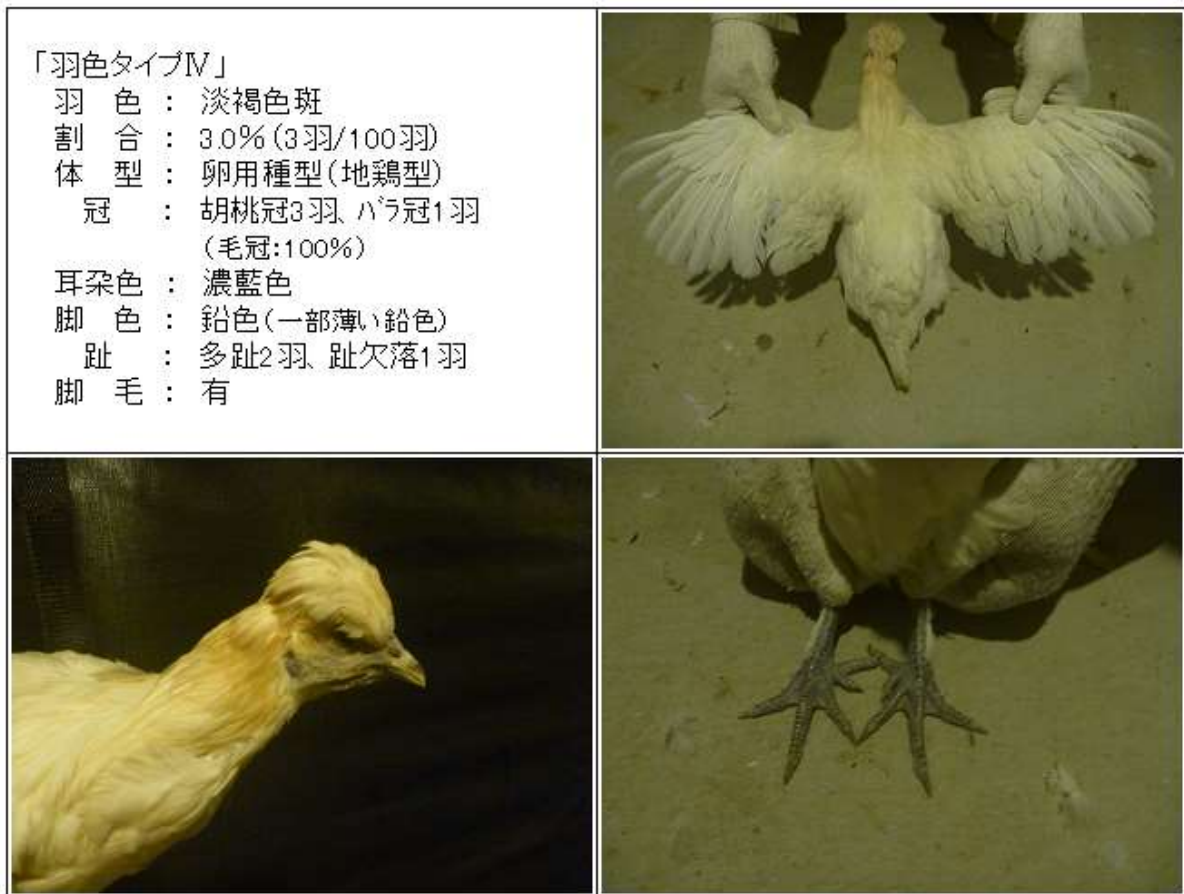 「羽色タイプⅣ」
羽　色 ： 淡褐色斑
割　合 ： 3.0％(3羽/100羽)
体　型 ： 卵用種型(地鶏型)
冠　： 胡桃冠3羽、バラ冠1羽
(毛冠:100％)
耳朶色 ： 濃藍色
脚　色 ： 鉛色(一部薄い鉛色)
趾　： 多趾2羽、趾欠落1羽
脚　毛 ： 有